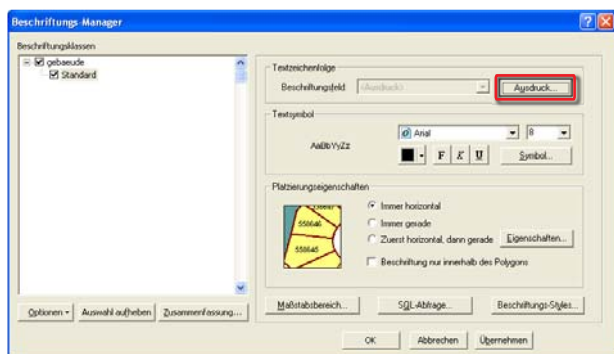 Beschriftungs-Manager
Beschriftungsklassen
gebaeude
Standard
Textzeichenfolge
Beschriftungsfeld: <Ausdruck> Ausdruck...
Textsymbol
AaBbYyZz
Arial 8
F K U Symbol...
Platzierungseigenschaften
558646
558645
Immer horizontal
Immer gerade
Zuerst horizontal, dann gerade Eigenschaften...
Beschriftung nur innerhalb des Polygons
Optionen Auswahl aufheben Zusammenfassung...
Maßstabsbereich... SQL-Abfrage... Beschriftungs-Styles...
OK Abbrechen Übernehmen